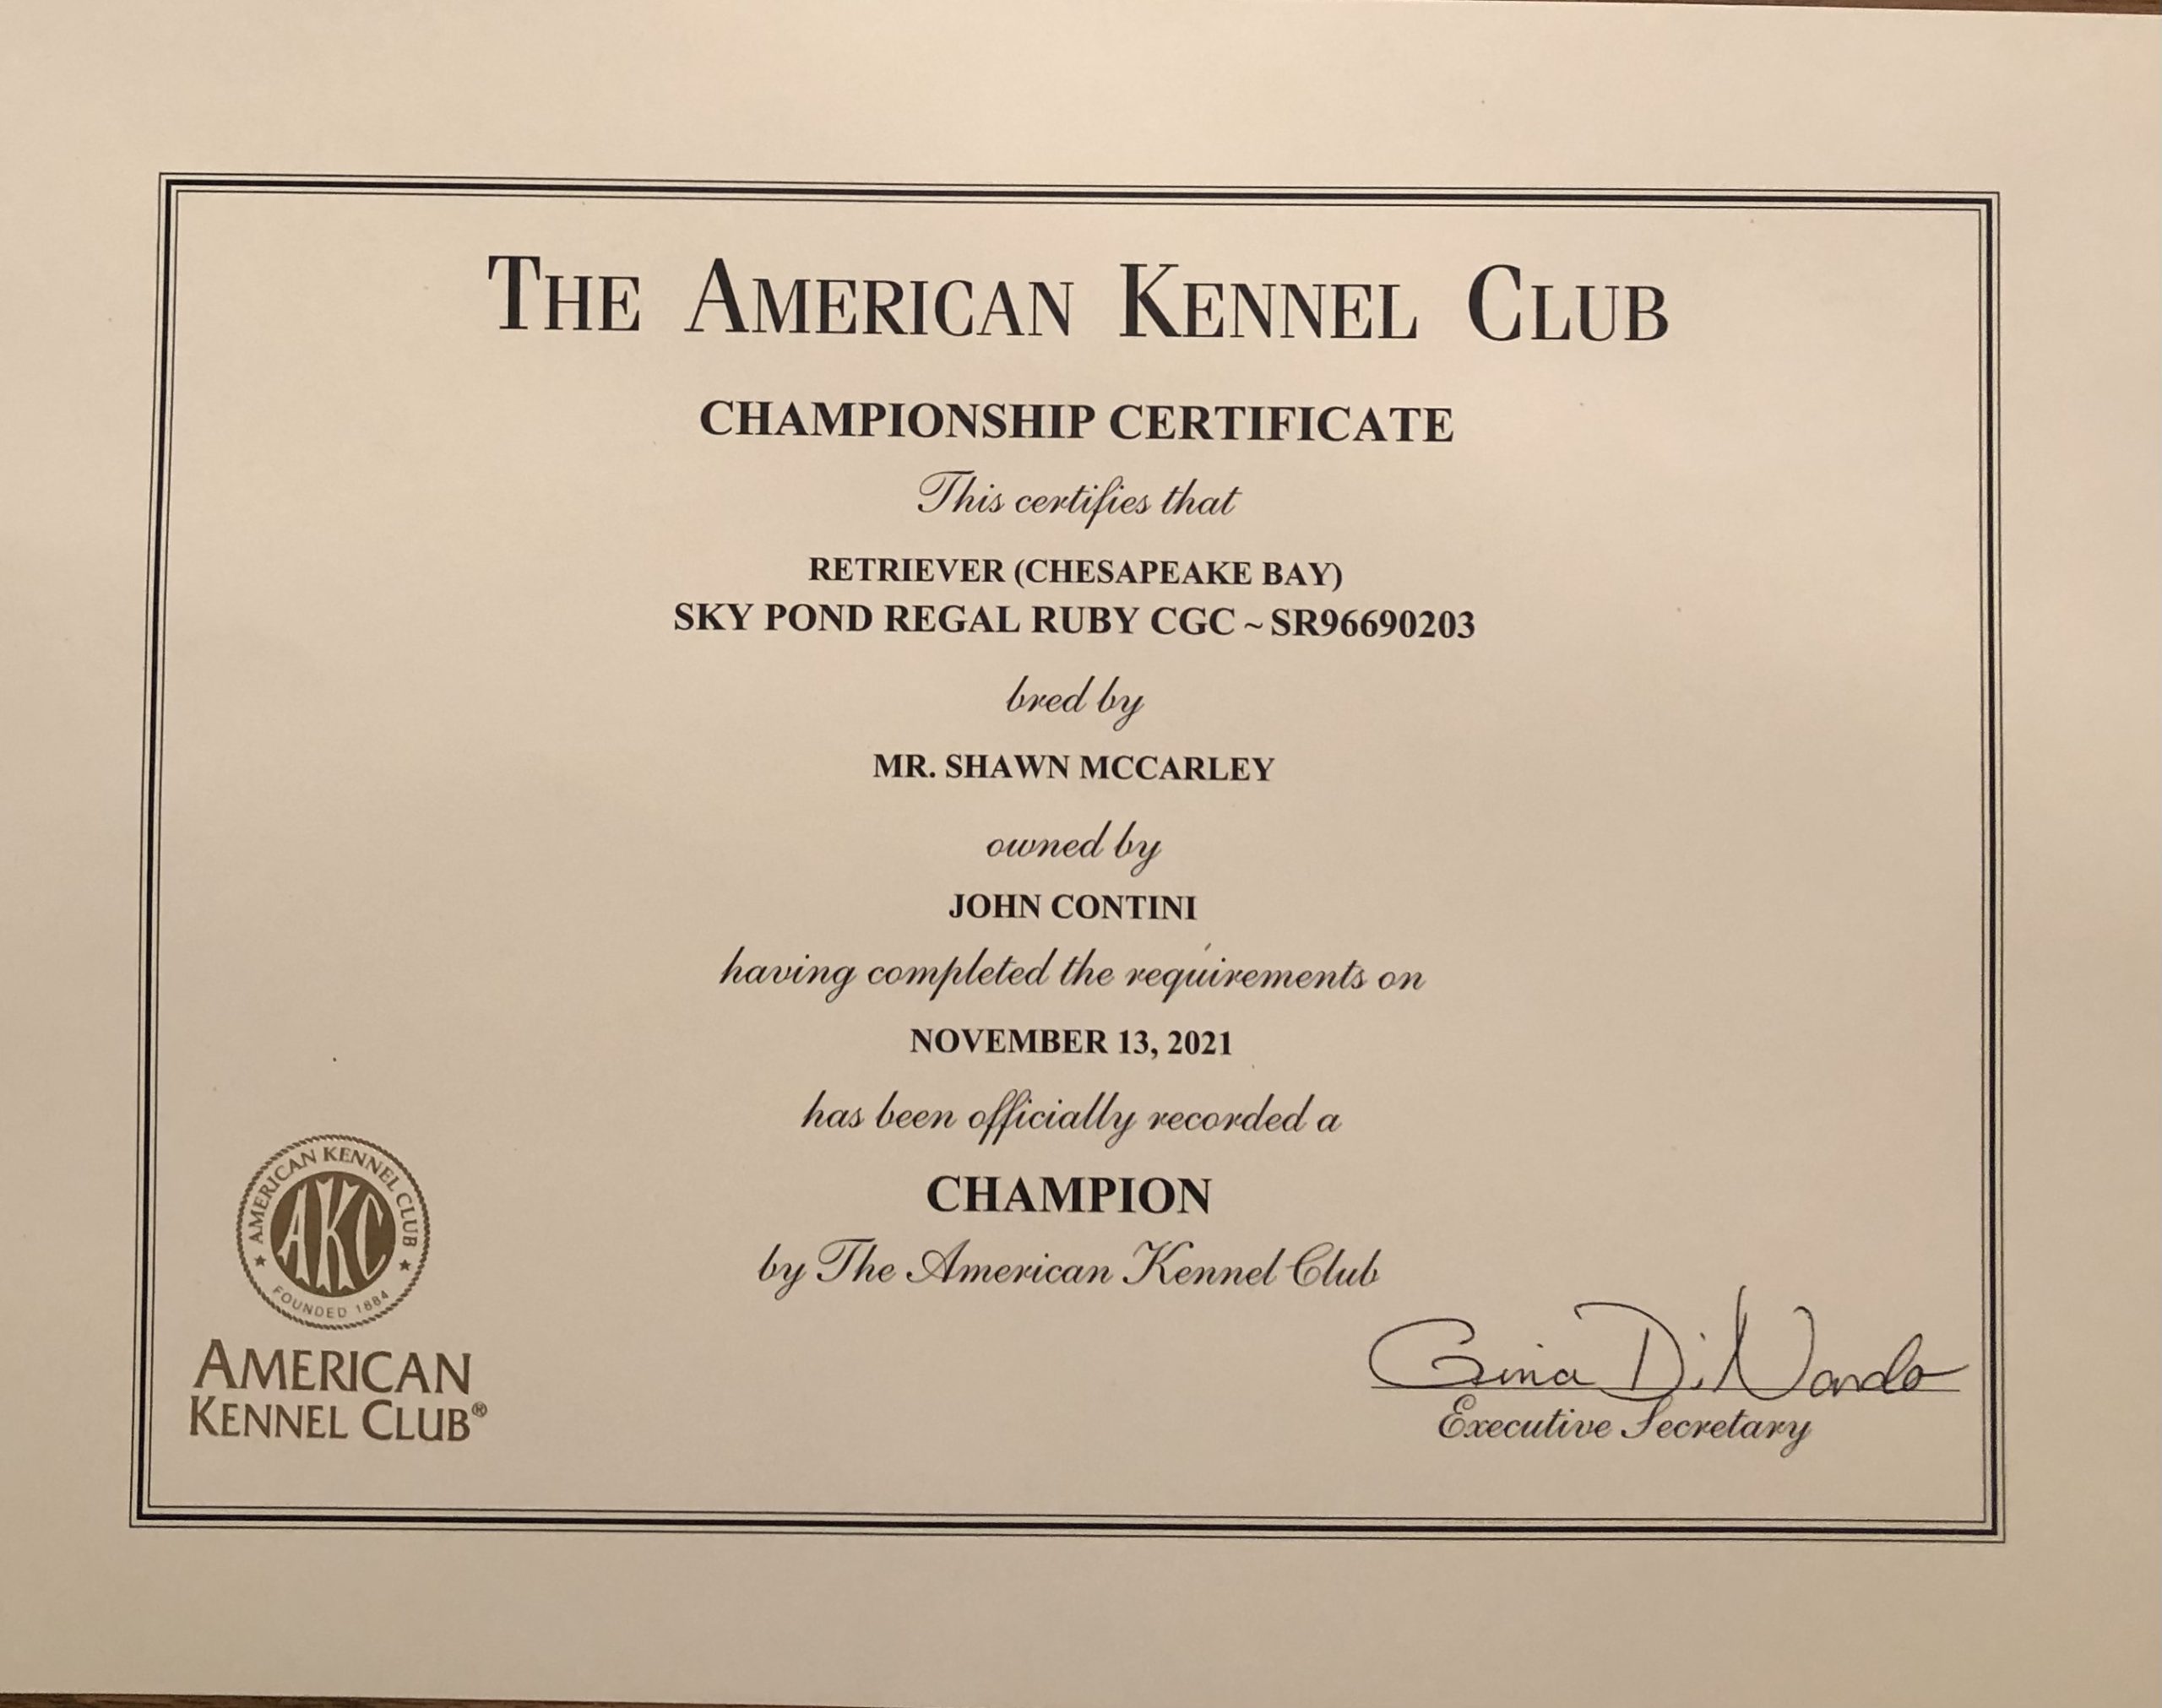 THE AMERICAN KENNEL CLUB
CHAMPIONSHIP CERTIFICATE
This certifies that
RETRIEVER (CHESAPEAKE BAY)
SKY POND REGAL RUBY CGC ~ SR96690203
bred by
MR. SHAWN MCCARLEY
owned by
JOHN CONTINI
having completed the requirements on
NOVEMBER 13, 2021
has been officially recorded a
CHAMPION
by The American Kennel Club
AMERICAN KENNEL CLUB
AKC
FOUNDED 1884
AMERICAN
KENNEL CLUB®
Gina DiNardo
Executive Secretary